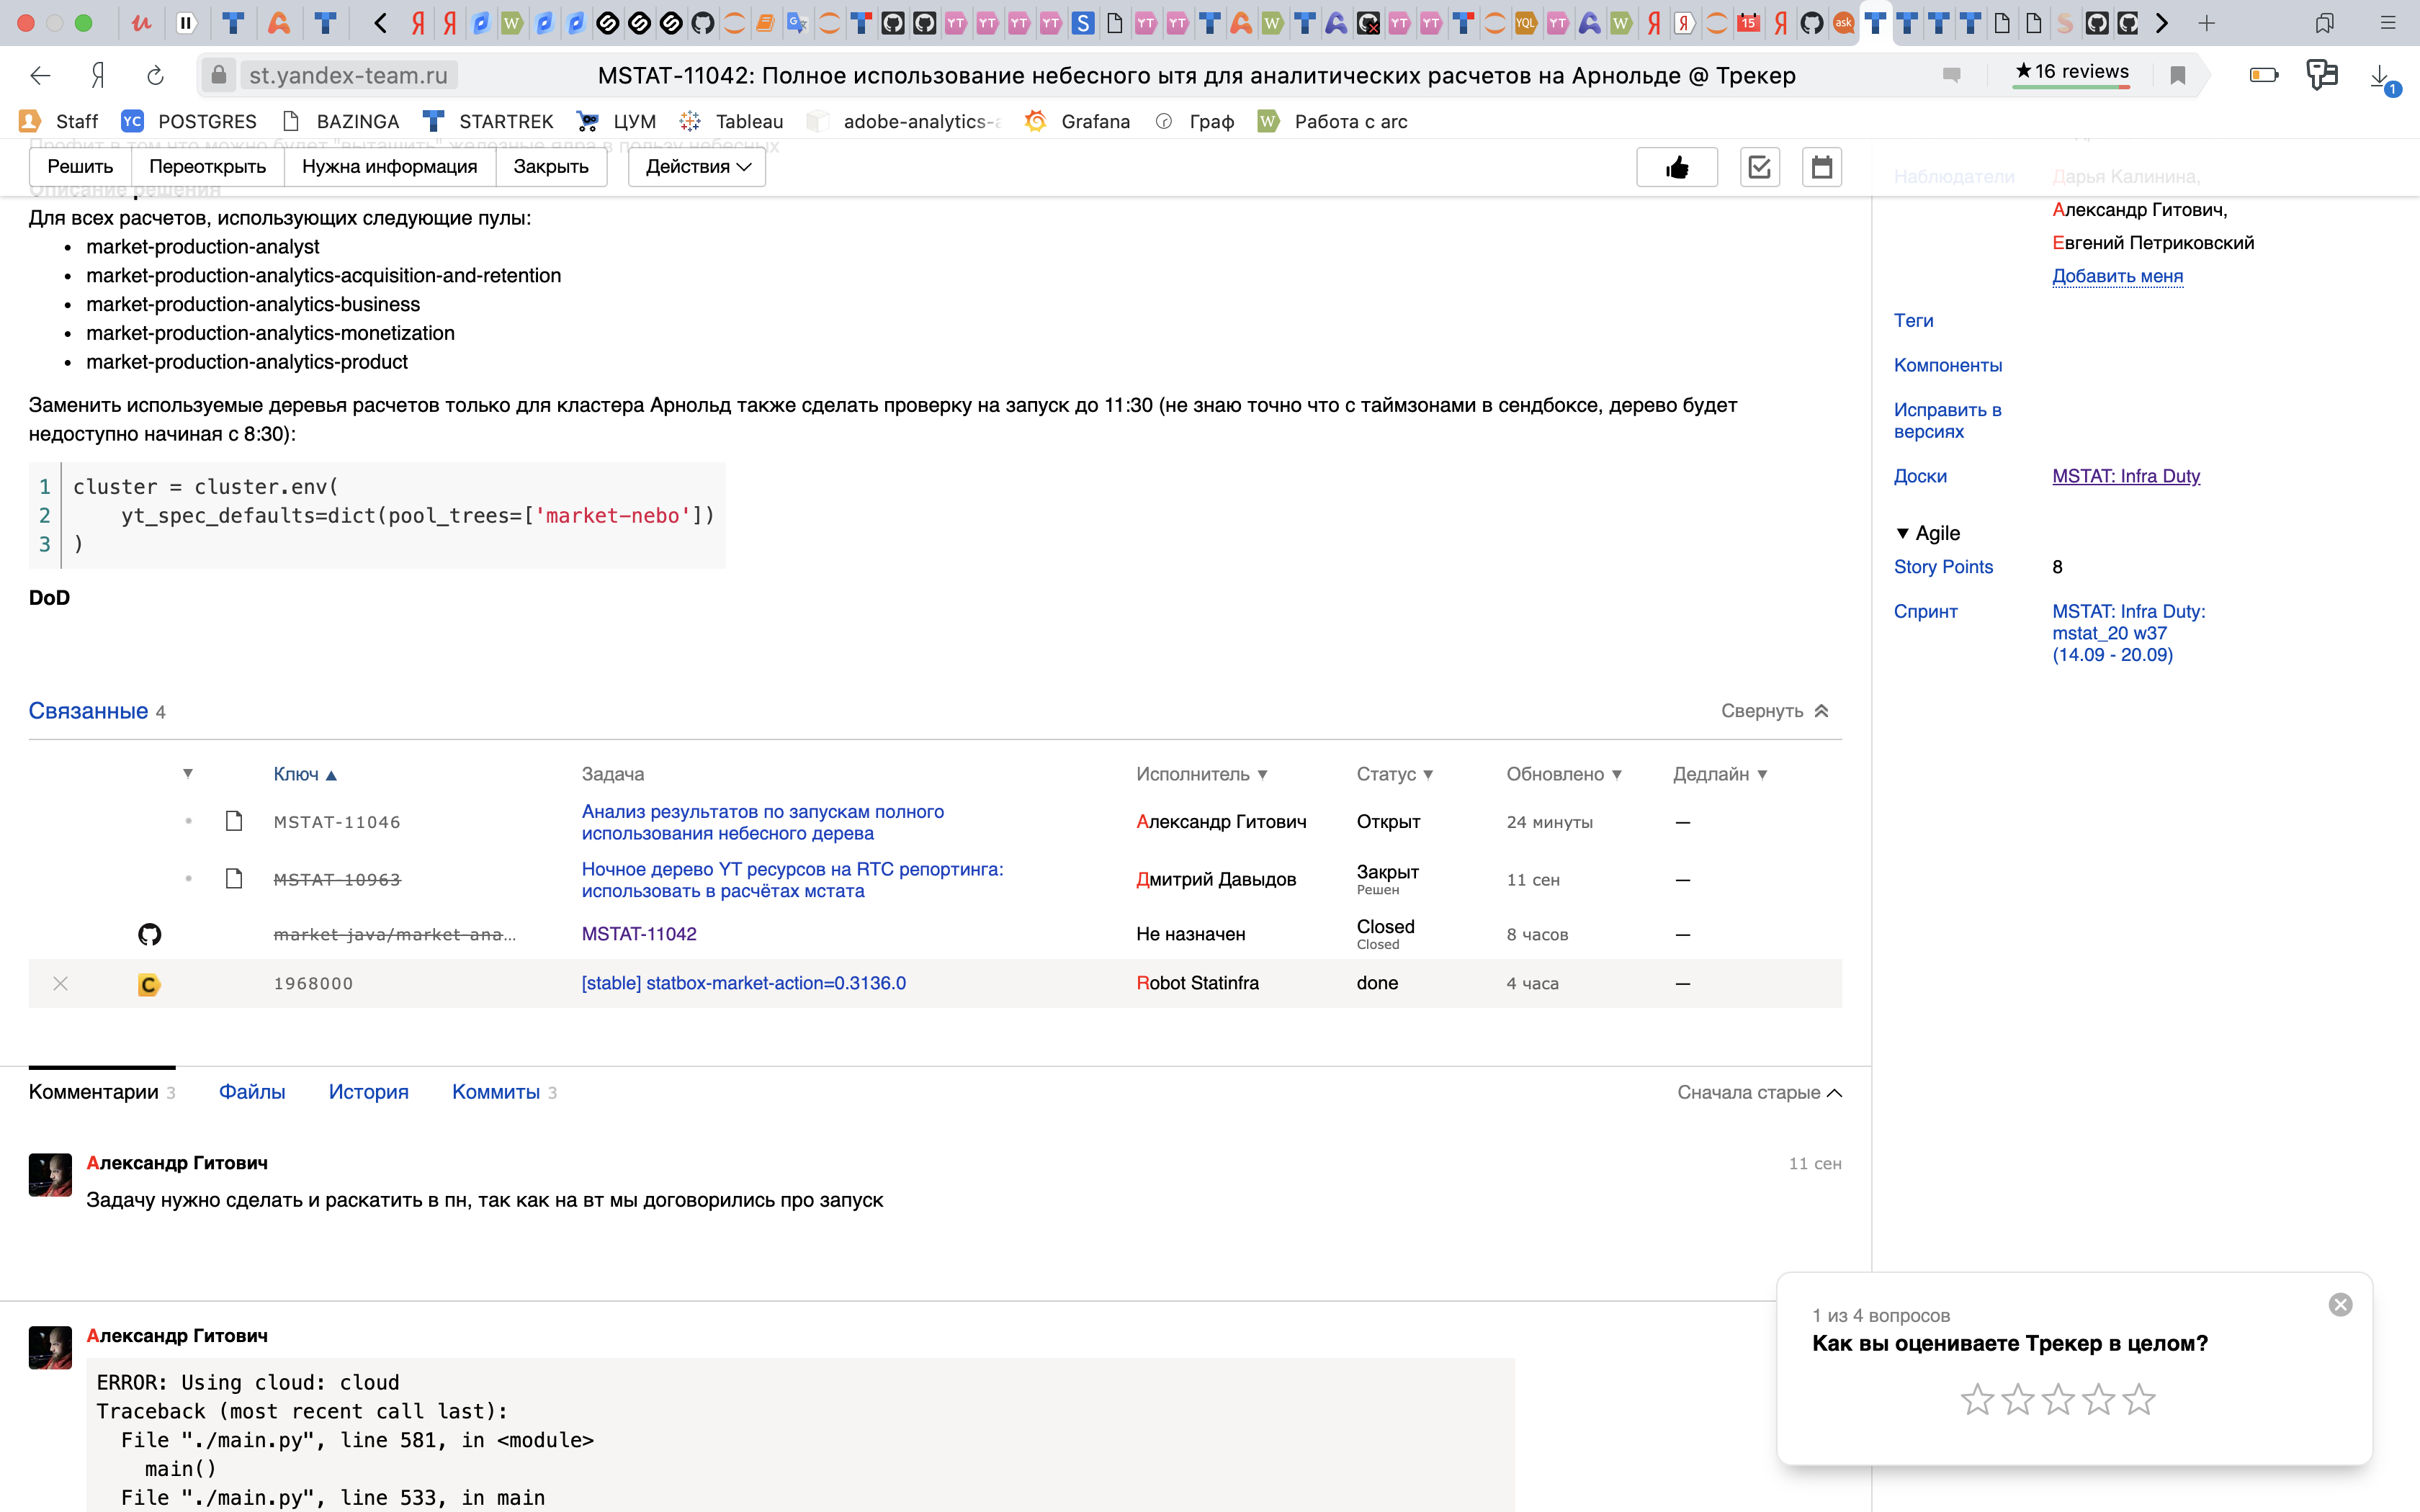 st.yandex-team.ru
MSTAT-11042: Полное использование небесного ытя для аналитических расчетов на Арнольде @ Трекер
★16 reviews
1
Staff
POSTGRES
BAZINGA
STARTREK
ЦУМ
Tableau
adobe-analytics-
Grafana
Граф
Работа с arc
Профит в том что можно будет "вытащить" железные ядра в пользу небесных
Решить
Переоткрыть
Нужна информация
Закрыть
Действия
Описание решения
Для всех расчетов, использующих следующие пулы:
• market-production-analyst
• market-production-analytics-acquisition-and-retention
• market-production-analytics-business
• market-production-analytics-monetization
• market-production-analytics-product
Заменить используемые деревья расчетов только для кластера Арнольд также сделать проверку на запуск до 11:30 (не знаю точно что с таймзонами в сендбоксе, дерево будет
недоступно начиная с 8:30):
1 cluster = cluster.env(
2 yt_spec_defaults=dict(pool_trees=['market-nebo'])
3 )
DoD
Наблюдатели
Дарья Калинина,
Александр Гитович,
Евгений Петриковский
Добавить меня
Теги
Компоненты
Исправить в
версиях
Доски
MSTAT: Infra Duty
▼ Agile
Story Points
8
Спринт
MSTAT: Infra Duty:
mstat_20 w37
(14.09 - 20.09)
Связанные 4
Свернуть
Ключ ▲
Задача
Исполнитель ▼
Статус ▼
Обновлено ▼
Дедлайн ▼
MSTAT-11046
Анализ результатов по запускам полного
использования небесного дерева
Александр Гитович
Открыт
24 минуты
—
MSTAT-10963
Ночное дерево YT ресурсов на RTC репортинга:
использовать в расчётах мстата
Дмитрий Давыдов
Закрыт
Решен
11 сен
—
market-java/market-ana...
MSTAT-11042
Не назначен
Closed
Closed
8 часов
—
1968000
[stable] statbox-market-action=0.3136.0
Robot Statinfra
done
4 часа
—
Комментарии 3
Файлы
История
Коммиты 3
Сначала старые
Александр Гитович
11 сен
Задачу нужно сделать и раскатить в пн, так как на вт мы договорились про запуск
Александр Гитович
ERROR: Using cloud: cloud
Traceback (most recent call last):
File "./main.py", line 581, in <module>
main()
File "./main.py", line 533, in main
1 из 4 вопросов
Как вы оцениваете Трекер в целом?